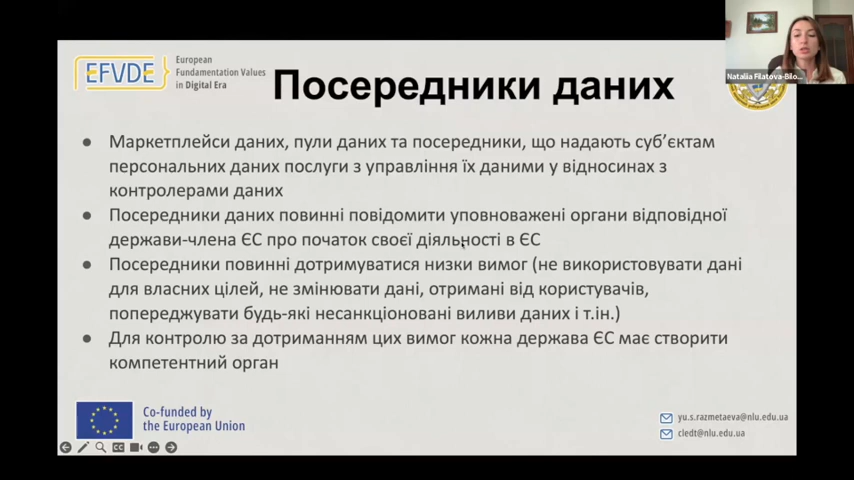 EFVDE
European
Fundamentation Values
in Digital Era
Посередники даних
Nataliia Filatova-Bilo...
● Маркетплейси даних, пули даних та посередники, що надають суб’єктам
персональних даних послуги з управління їх даними у відносинах з
контролерами даних
● Посередники даних повинні повідомити уповноважені органи відповідної
держави-члена ЄС про початок своєї діяльності в ЄС
● Посередники повинні дотримуватися низки вимог (не використовувати дані
для власних цілей, не змінювати дані, отримані від користувачів,
попереджувати будь-які несанкціоновані виливи даних і т.ін.)
● Для контролю за дотриманням цих вимог кожна держава ЄС має створити
компетентний орган
Co-funded by
the European Union
yu.s.razmetaeva@nlu.edu.ua
cledt@nlu.edu.ua
CC